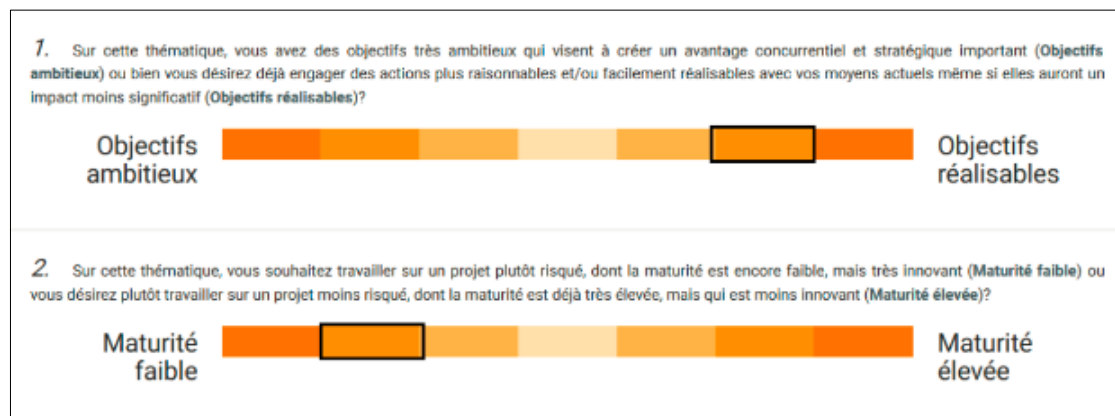 1. Sur cette thématique, vous avez des objectifs très ambitieux qui visent à créer un avantage concurrentiel et stratégique important (Objectifs
ambitieux) ou bien vous désirez déjà engager des actions plus raisonnables et/ou facilement réalisables avec vos moyens actuels même si elles auront un
impact moins significatif (Objectifs réalisables)?
Objectifs
ambitieux
Objectifs
réalisables
2. Sur cette thématique, vous souhaitez travailler sur un projet plutôt risqué, dont la maturité est encore faible, mais très innovant (Maturité faible) ou
vous désirez plutôt travailler sur un projet moins risqué, dont la maturité est déjà très élevée, mais qui est moins innovant (Maturité élevée)?
Maturité
faible
Maturité
élevée